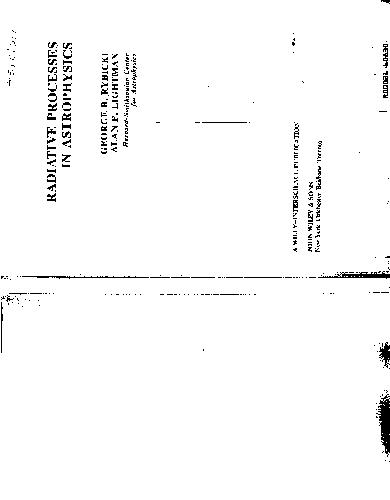 RADIATIVE PROCESSES
IN ASTROPHYSICS
GEORGE B. RYBICKI
ALAN P. LIGHTMAN
Harvard-Smithsonian Center
for Astrophysics
A WILEY-INTERSCIENCE PUBLICATION
JOHN WILEY & SONS
New York Chichester Brisbane Toronto